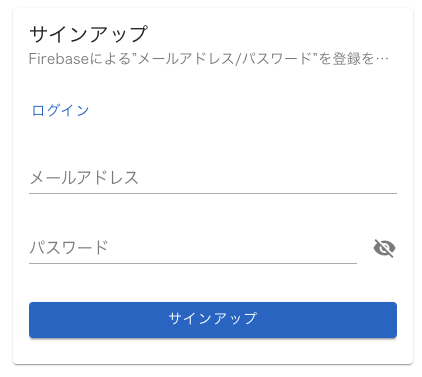 サインアップ
Firebaseによる”メールアドレス/パスワード”を登録を…
ログイン
メールアドレス
パスワード
サインアップ